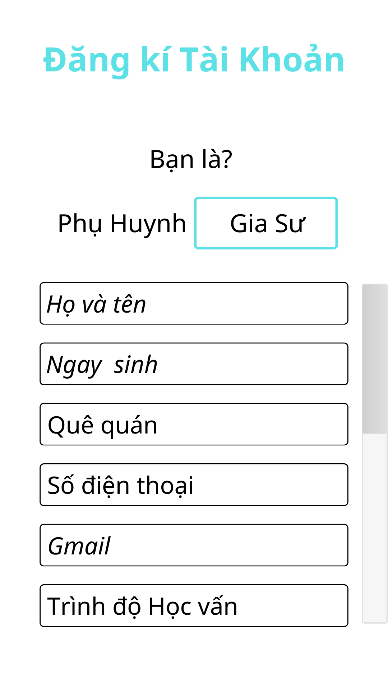 Đăng kí Tài Khoản
Bạn là?
Phụ Huynh Gia Sư
Họ và tên
Ngay sinh
Quê quán
Số điện thoại
Gmail
Trình độ Học vấn